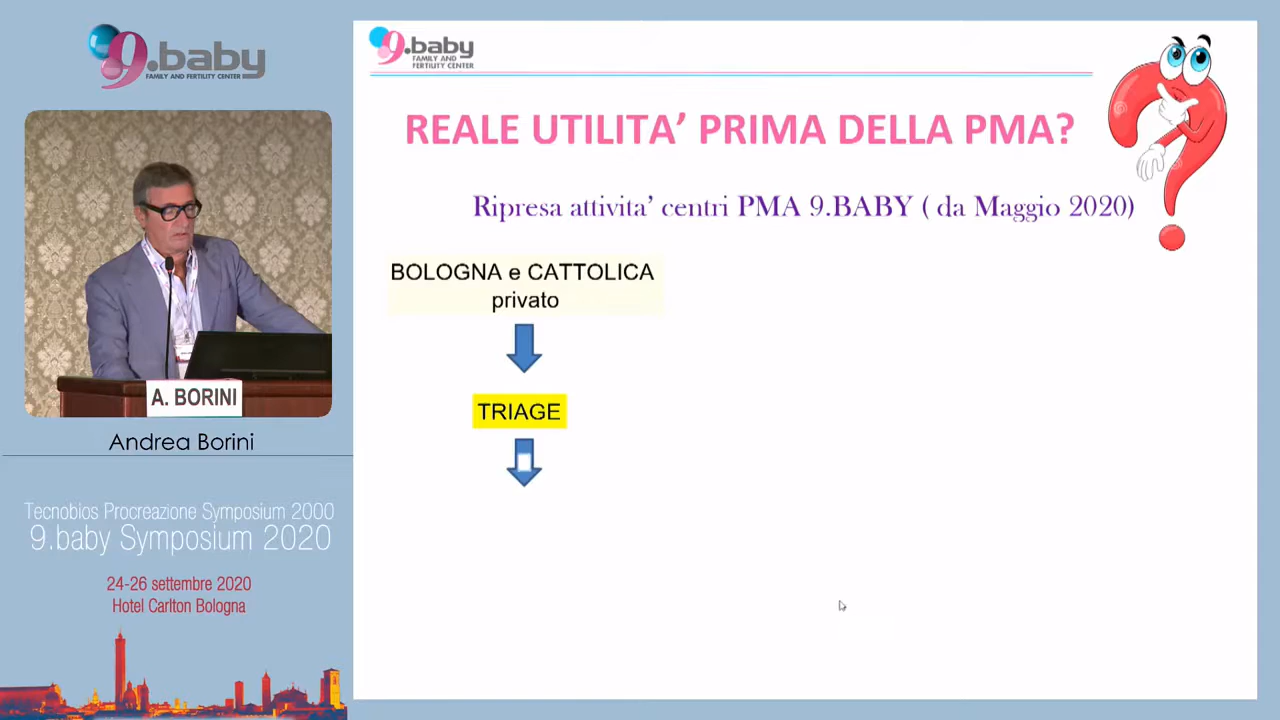 9.baby
FAMILY AND FERTILITY CENTER
A. BORINI
Andrea Borini
Tecnobios Procreazione Symposium 2000
9.baby Symposium 2020
24-26 settembre 2020
Hotel Carlton Bologna
9.baby
FAMILY AND
FERTILITY CENTER
REALE UTILITA’ PRIMA DELLA PMA?
Ripresa attivita’ centri PMA 9.BABY ( da Maggio 2020)
BOLOGNA e CATTOLICA
privato
TRIAGE